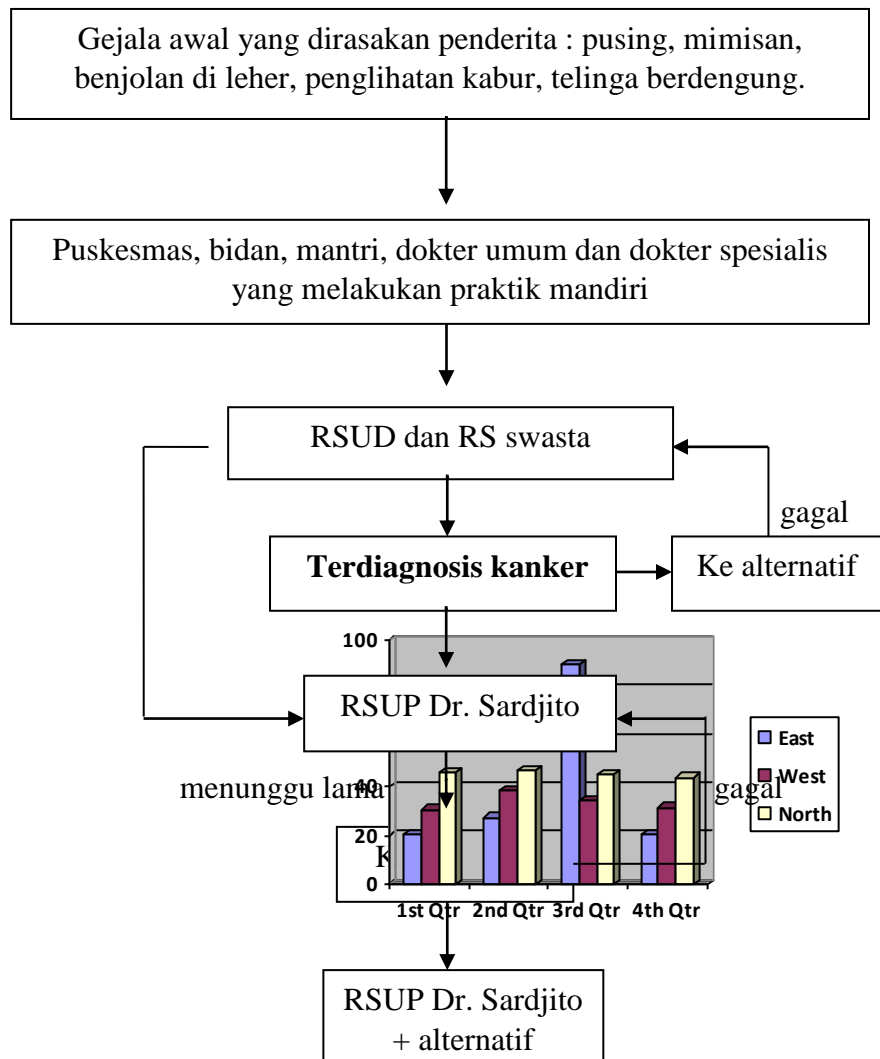 Gejala awal yang dirasakan penderita : pusing, mimisan,
benjolan di leher, penglihatan kabur, telinga berdengung.
Puskesmas, bidan, mantri, dokter umum dan dokter spesialis
yang melakukan praktik mandiri
RSUD dan RS swasta
gagal
Terdiagnosis kanker
Ke alternatif
100
RSUP Dr. Sardjito
East
West
North
menunggu lama
40
gagal
20
0
1st Qtr 2nd Qtr 3rd Qtr 4th Qtr
RSUP Dr. Sardjito
+ alternatif